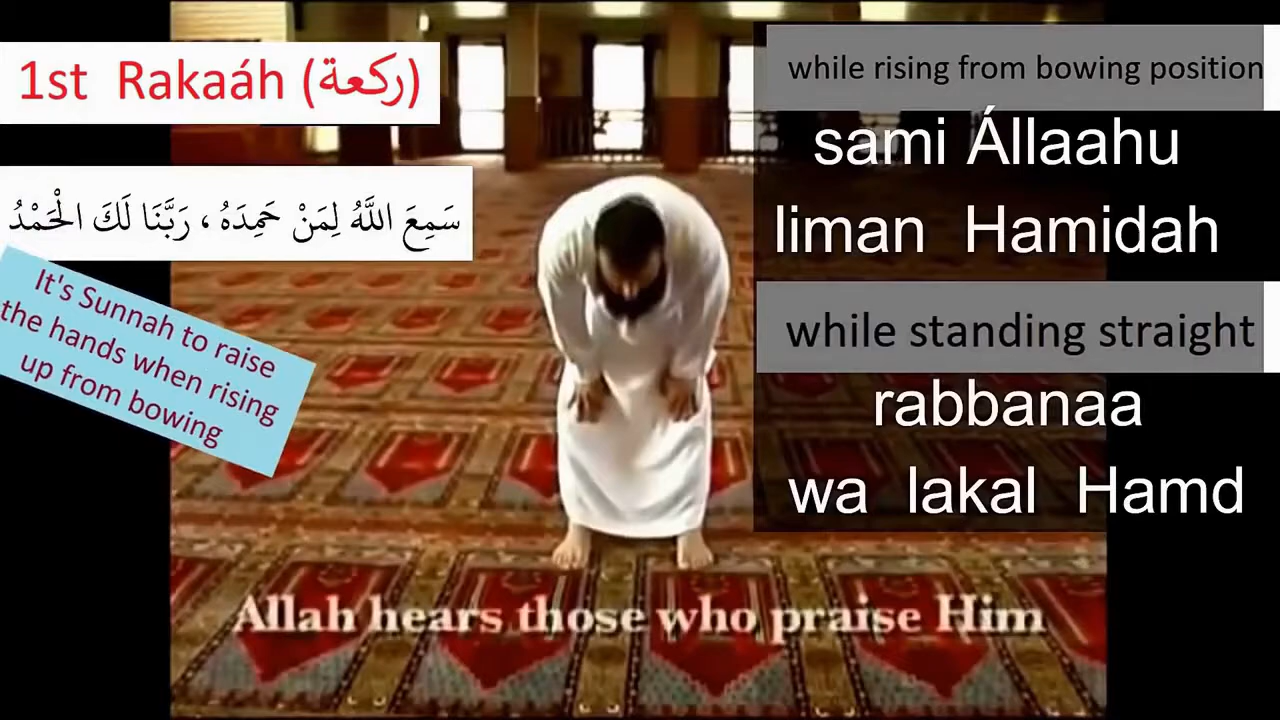 1st Rakaáh (ركعة)
سَمِعَ اللَّهُ لِمَنْ حَمِدَهُ ، رَبَّنَا لَكَ الْحَمْدُ
It's Sunnah to raise
the hands when rising
up from bowing
while rising from bowing position
sami Állaahu
liman Hamidah
while standing straight
rabbanaa
wa lakal Hamd
Allah hears those who praise Him